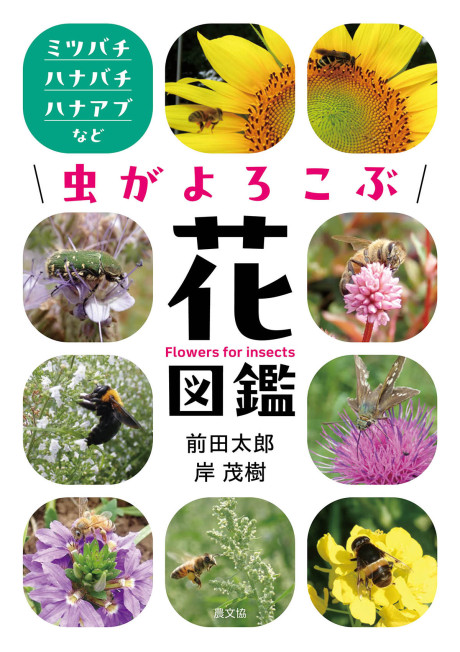 ミツバチ
ハナバチ
ハナアブ
など
虫がよろこぶ
花
Flowers for insects
図鑑
前田太郎
岸 茂樹
農文協